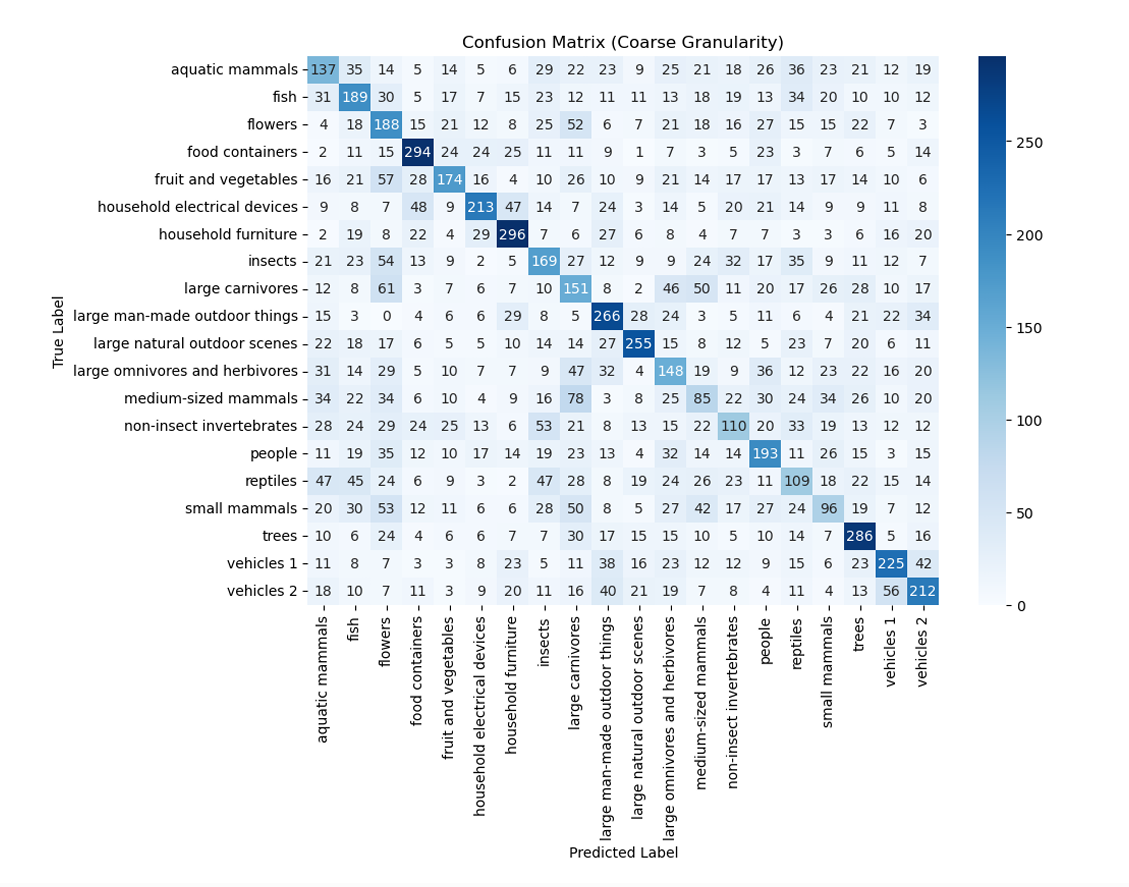 Confusion Matrix (Coarse Granularity)
aquatic mammals 137 35 14 5 14 5 6 29 22 23 9 25 21 18 26 36 23 21 12 19
fish 31 189 30 5 17 7 15 23 12 11 11 13 18 19 13 34 20 10 10 12
flowers 4 18 188 15 21 12 8 25 52 6 7 21 18 16 27 15 15 22 7 3
food containers 2 11 15 294 24 24 25 11 11 9 1 7 3 5 23 3 7 6 5 14
fruit and vegetables 16 21 57 28 174 16 4 10 26 10 9 21 14 17 17 13 17 14 10 6
household electrical devices 9 8 7 48 9 213 47 14 7 24 3 14 5 20 21 14 9 9 11 8
household furniture 2 19 8 22 4 29 296 7 6 27 6 8 4 7 7 3 3 6 16 20
insects 21 23 54 13 9 2 5 169 27 12 9 9 24 32 17 35 9 11 12 7
large carnivores 12 8 61 3 7 6 7 10 151 8 2 46 50 11 20 17 26 28 10 17
large man-made outdoor things 15 3 0 4 6 6 29 8 5 266 28 24 3 5 11 6 4 21 22 34
large natural outdoor scenes 22 18 17 6 5 5 10 14 14 27 255 15 8 12 5 23 7 20 6 11
large omnivores and herbivores 31 14 29 5 10 7 7 9 47 32 4 148 19 9 36 12 23 22 16 20
medium-sized mammals 34 22 34 6 10 4 9 16 78 3 8 25 85 22 30 24 34 26 10 20
non-insect invertebrates 28 24 29 24 25 13 6 53 21 8 13 15 22 110 20 33 19 13 12 12
people 11 19 35 12 10 17 14 19 23 13 4 32 14 14 193 11 26 15 3 15
reptiles 47 45 24 6 9 3 2 47 28 8 19 24 26 23 11 109 18 22 15 14
small mammals 20 30 53 12 11 6 6 28 50 8 5 27 42 17 27 24 96 19 7 12
trees 10 6 24 4 6 6 7 7 30 17 15 15 10 5 10 14 7 286 5 16
vehicles 1 11 8 7 3 3 8 23 5 11 38 16 23 12 12 9 15 6 23 225 42
vehicles 2 18 10 7 11 3 9 20 11 16 40 21 19 7 8 4 11 4 13 56 212
True Label
aquatic mammals
fish
flowers
food containers
fruit and vegetables
household electrical devices
household furniture
insects
large carnivores
large man-made outdoor things
large natural outdoor scenes
large omnivores and herbivores
medium-sized mammals
non-insect invertebrates
people
reptiles
small mammals
trees
vehicles 1
vehicles 2
Predicted Label
250
200
150
100
50
0